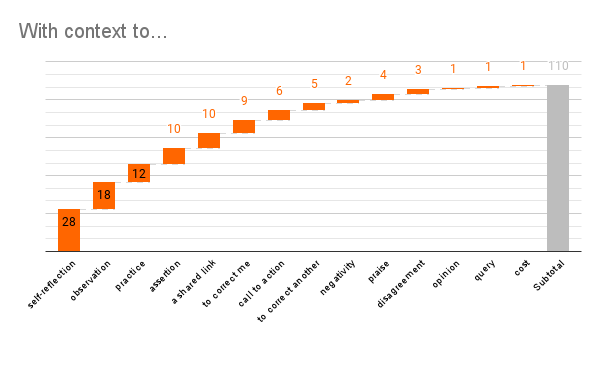 With context to...
28
18
12
10
10
9
6
5
2
4
3
1
1
1
110
self-reflection
observation
practice
assertion
a shared link
to correct me
call to action
to correct another
negativity
praise
disagreement
opinion
query
cost
Subtotal